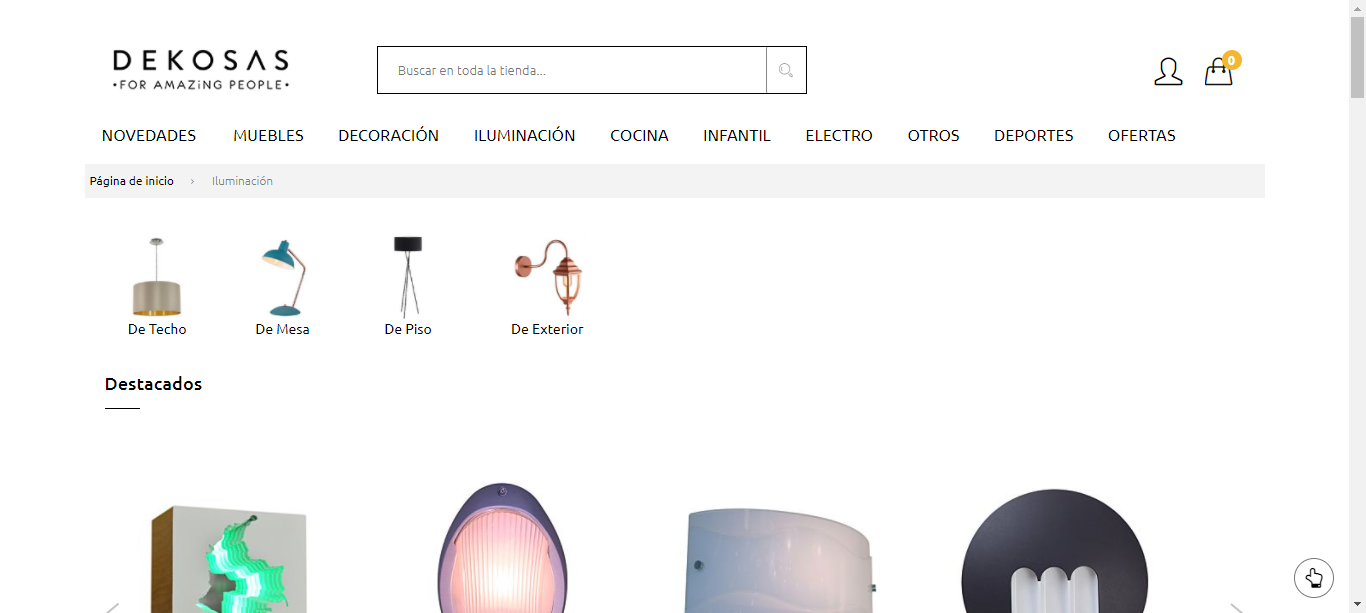 DEKOSAS
•FOR AMAZiNG PEOPLE•
Buscar en toda la tienda...
0
NOVEDADES MUEBLES DECORACIÓN ILUMINACIÓN COCINA INFANTIL ELECTRO OTROS DEPORTES OFERTAS
Página de inicio › Iluminación
De Techo De Mesa De Piso De Exterior
Destacados